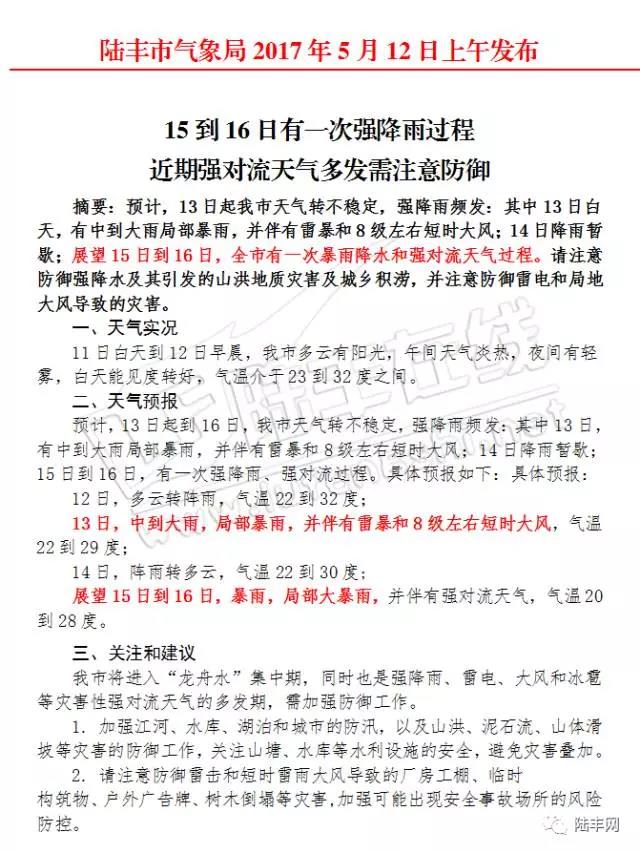 陆丰市气象局 2017 年 5 月 12 日上午发布
15 到 16 日有一次强降雨过程
近期强对流天气多发需注意防御
摘要：预计，13 日起我市天气转不稳定，强降雨频发：其中 13 日白
天，有中到大雨局部暴雨，并伴有雷暴和 8 级左右短时大风；14 日降雨暂
歇；展望 15 日到 16 日，全市有一次暴雨降水和强对流天气过程。请注意
防御强降水及其引发的山洪地质灾害及城乡积涝，并注意防御雷电和局地
大风导致的灾害。
一、天气实况
11 日白天到 12 日早晨，我市多云有阳光，午间天气炎热，夜间有轻
雾，白天能见度转好，气温介于 23 到 32 度之间。
二、天气预报
预计，13 日起到 16 日，我市天气转不稳定，强降雨频发：其中 13 日，
有中到大雨局部暴雨，并伴有雷暴和 8 级左右短时大风；14 日降雨暂歇；
15 日到 16 日，有一次强降雨、强对流过程。具体预报如下：具体预报：
12 日，多云转阵雨，气温 22 到 32 度；
13 日，中到大雨，局部暴雨，并伴有雷暴和 8 级左右短时大风，气温
22 到 29 度；
14 日，阵雨转多云，气温 22 到 30 度；
展望 15 日到 16 日，暴雨，局部大暴雨，并伴有强对流天气，气温 20
到 28 度。
三、关注和建议
我市将进入“龙舟水”集中期，同时也是强降雨、雷电、大风和冰雹
等灾害性强对流天气的多发期，需加强防御工作。
1．加强江河、水库、湖泊和城市的防汛，以及山洪、泥石流、山体滑
坡等灾害的防御工作，关注山塘、水库等水利设施的安全，避免灾害叠加。
2．请注意防御雷击和短时雷雨大风导致的厂房工棚、临时
构筑物、户外广告牌、树木倒塌等灾害，加强可能出现安全事故场所的风险
防控。
陆丰网